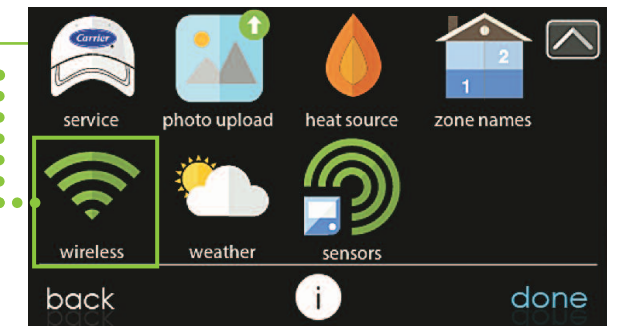 Carrier
service photo upload heat source zone names
2
1
wireless weather sensors
back i done